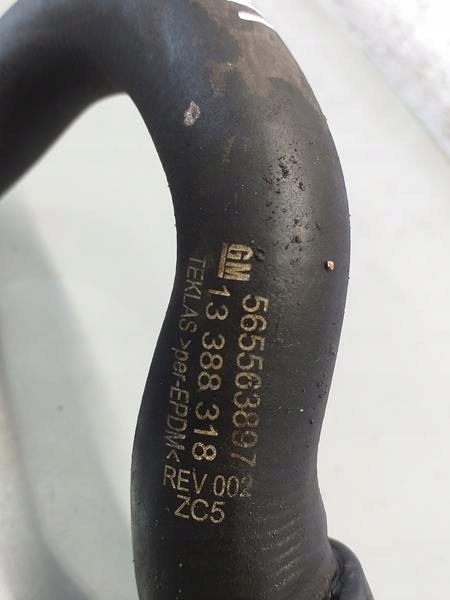 GM 565563897
13 388 318
TEKLAS >per-EPDM<
REV 002
ZC5